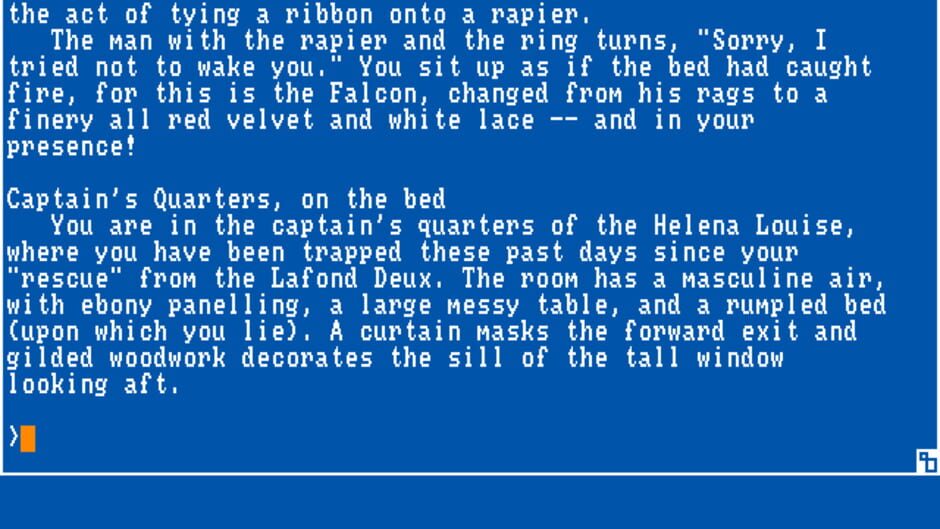 the act of tying a ribbon onto a rapier.
The man with the rapier and the ring turns, "Sorry, I
tried not to wake you." You sit up as if the bed had caught
fire, for this is the Falcon, changed from his rags to a
finery all red velvet and white lace -- and in your
presence!
Captain's Quarters, on the bed
You are in the captain's quarters of the Helena Louise,
where you have been trapped these past days since your
"rescue" from the Lafond Deux. The room has a masculine air,
with ebony panelling, a large messy table, and a rumpled bed
(upon which you lie). A curtain masks the forward exit and
gilded woodwork decorates the sill of the tall window
looking aft.
>